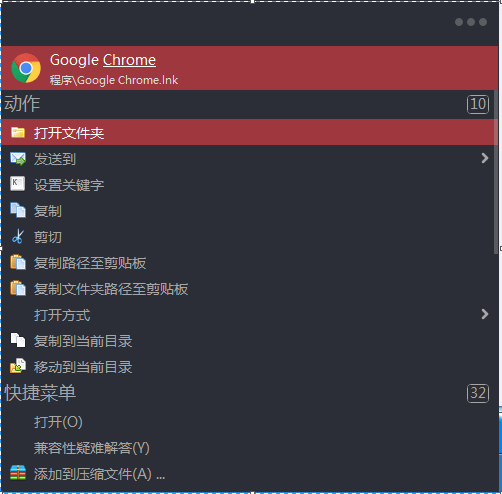 Google Chrome
程序\Google Chrome.lnk
动作 10
打开文件夹
发送到
设置关键字
复制
剪切
复制路径至剪贴板
复制文件夹路径至剪贴板
打开方式
复制到当前目录
移动到当前目录
快捷菜单 32
打开(O)
兼容性疑难解答(Y)
添加到压缩文件(A) ...